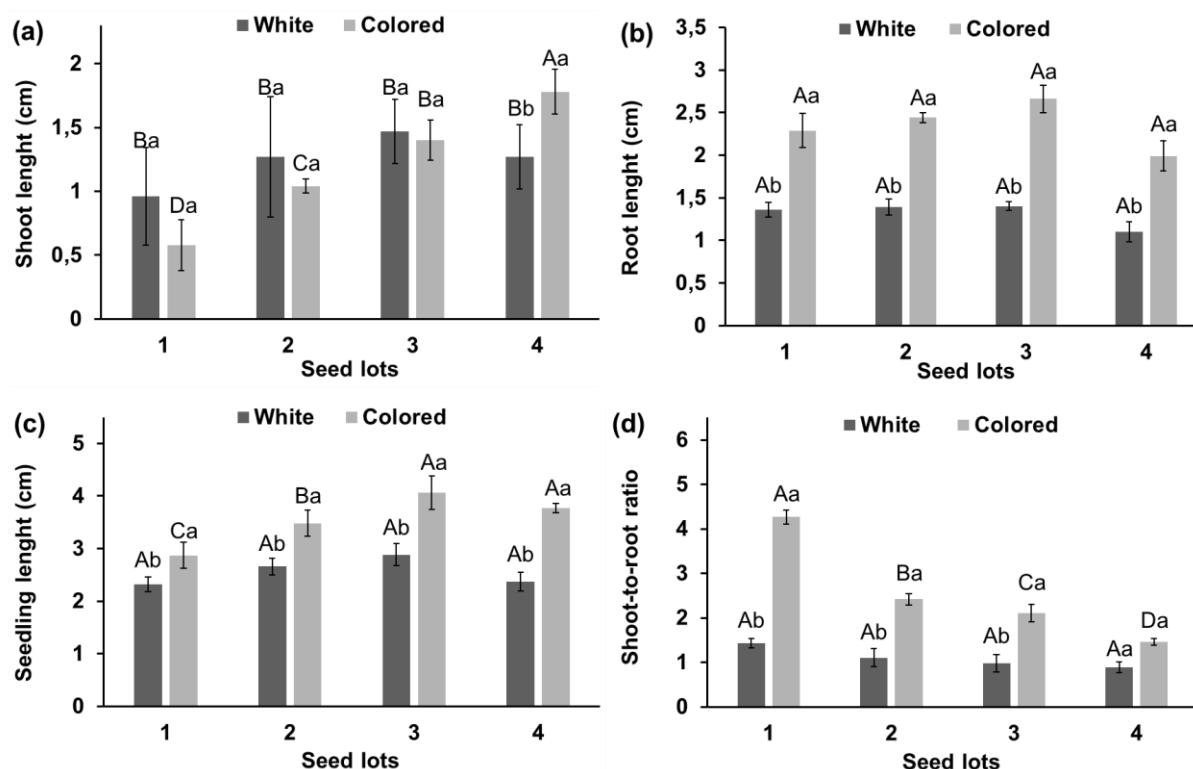 (a)
White Colored
Shoot lenght (cm)
2
1,5
1
0,5
0
Ba Da Ba Ca Ba Ba Bb Aa
1 2 3 4
Seed lots
(b)
White Colored
Root lenght (cm)
3,5
3
2,5
2
1,5
1
0,5
0
Ab Aa Ab Aa Ab Aa Ab Aa
1 2 3 4
Seed lots
(c)
White Colored
Seedling lenght (cm)
5
4
3
2
1
0
Ab Ca Ab Ba Ab Aa Ab Aa
1 2 3 4
Seed lots
(d)
White Colored
Shoot-to-root ratio
6
5
4
3
2
1
0
Ab Aa Ab Ba Ab Ca Aa Da
1 2 3 4
Seed lots